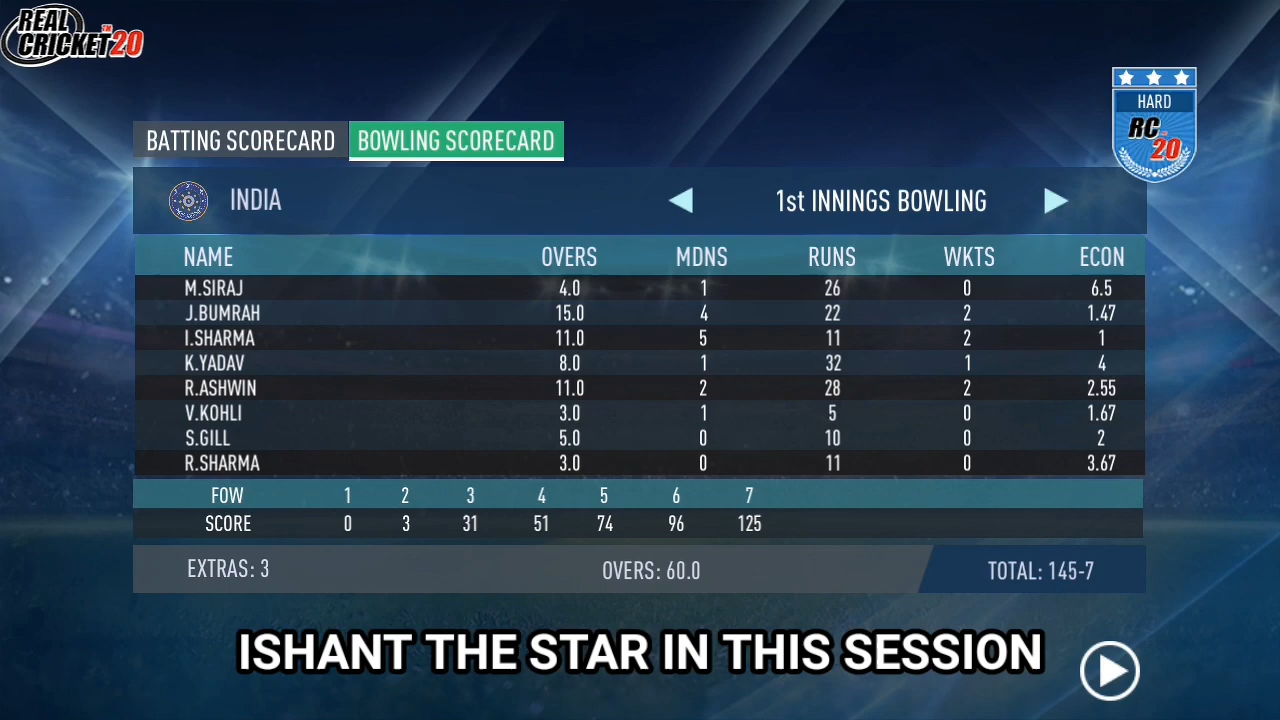 REAL
CRICKET™20
HARD
RC™
20
BATTING SCORECARD BOWLING SCORECARD
INDIA 1st INNINGS BOWLING
NAME OVERS MDNS RUNS WKTS ECON
M.SIRAJ 4.0 1 26 0 6.5
J.BUMRAH 15.0 4 22 2 1.47
I.SHARMA 11.0 5 11 2 1
K.YADAV 8.0 1 32 1 4
R.ASHWIN 11.0 2 28 2 2.55
V.KOHLI 3.0 1 5 0 1.67
S.GILL 5.0 0 10 0 2
R.SHARMA 3.0 0 11 0 3.67
FOW 1 2 3 4 5 6 7
SCORE 0 3 31 51 74 96 125
EXTRAS: 3 OVERS: 60.0 TOTAL: 145-7
ISHANT THE STAR IN THIS SESSION